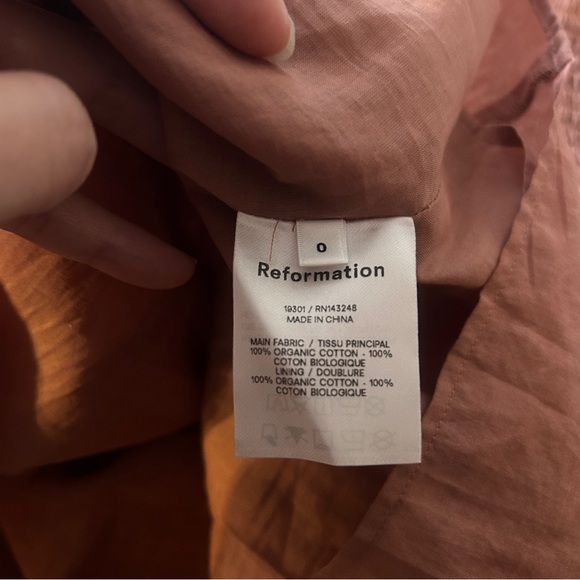 0
Reformation
19301 / RN143248
MADE IN CHINA
MAIN FABRIC / TISSU PRINCIPAL
100% ORGANIC COTTON - 100%
COTON BIOLOGIQUE
LINING / DOUBLURE
100% ORGANIC COTTON - 100%
COTON BIOLOGIQUE